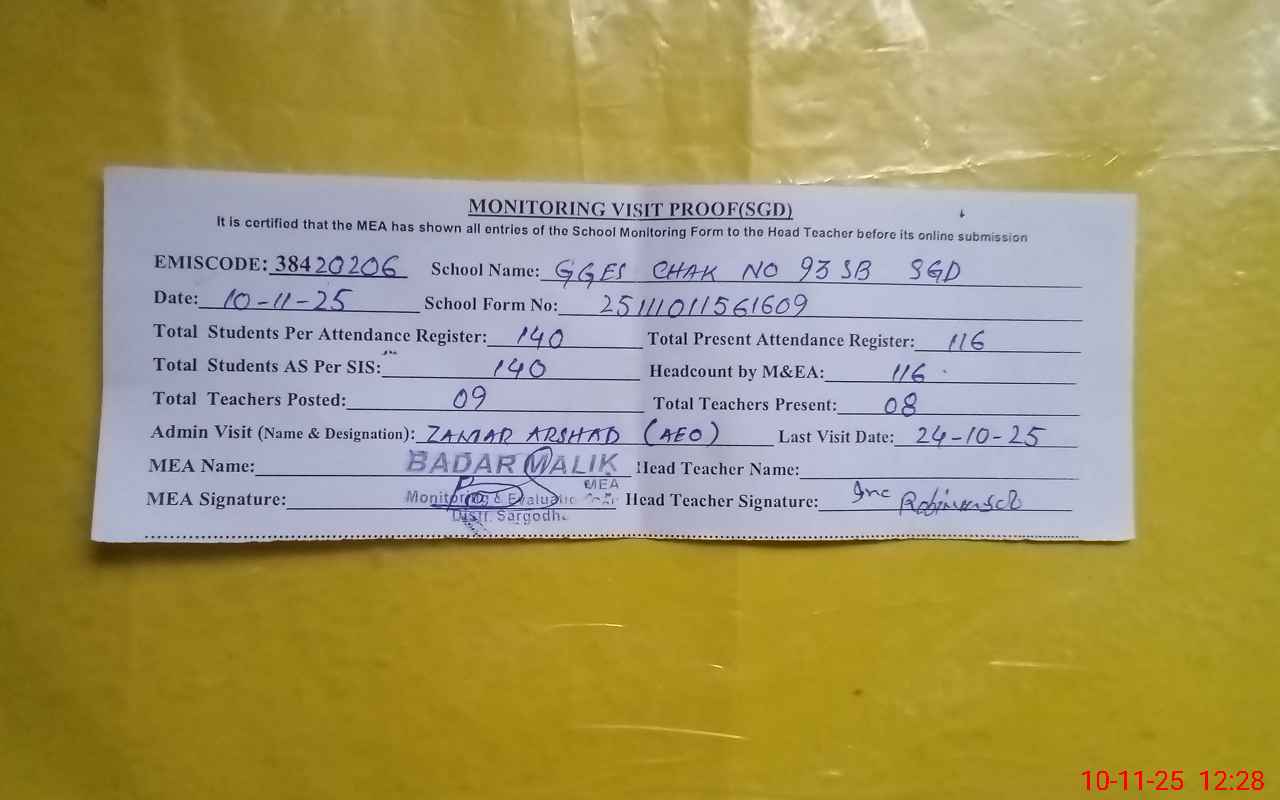 MONITORING VISIT PROOF(SGD)
It is certified that the MEA has shown all entries of the School Monitoring Form to the Head Teacher before its online submission
EMISCODE: 38420206 School Name: GGES CHAK NO 93 SB SGD
Date: 10-11-25 School Form No: 25111011561609
Total Students Per Attendance Register: 140 Total Present Attendance Register: 116
Total Students AS Per SIS: 140 Headcount by M&EA: 116
Total Teachers Posted: 09 Total Teachers Present: 08
Admin Visit (Name & Designation): ZAMAR ARSHAD (AEO) Last Visit Date: 24-10-25
MEA Name: BADAR MALIK Head Teacher Name:
MEA
MEA Signature: Monitoring & Evaluatio Head Teacher Signature: Inc
Distt. Sargodha
10-11-25 12:28